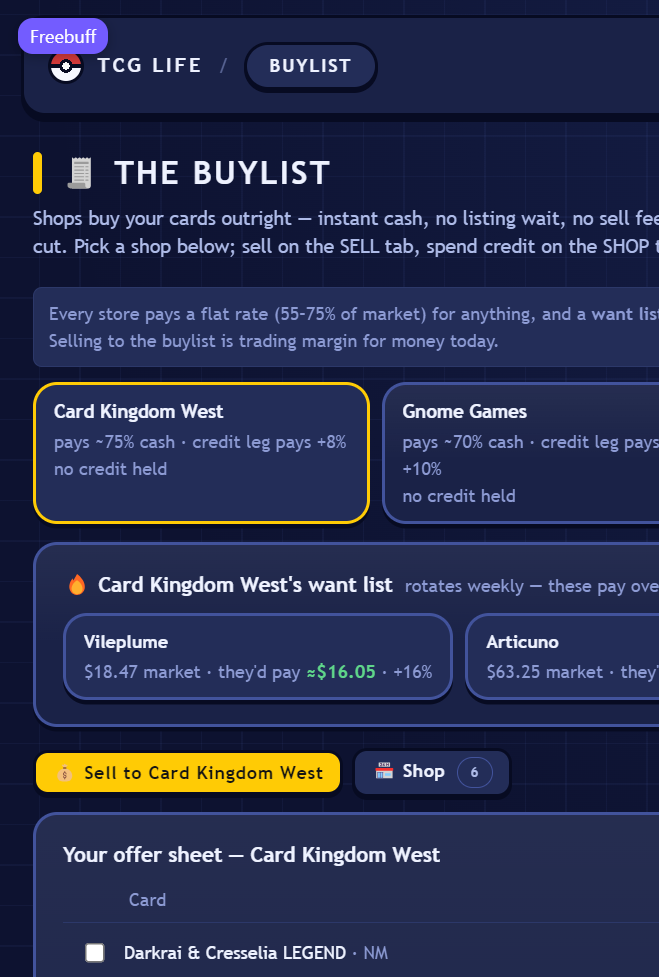 Freebuff
TCG LIFE / BUYLIST
THE BUYLIST
Shops buy your cards outright — instant cash, no listing wait, no sell fee
cut. Pick a shop below; sell on the SELL tab, spend credit on the SHOP
Every store pays a flat rate (55–75% of market) for anything, and a want list
Selling to the buylist is trading margin for money today.
Card Kingdom West
pays ~75% cash · credit leg pays +8%
no credit held
Gnome Games
pays ~70% cash · credit leg pays
+10%
no credit held
Card Kingdom West's want list rotates weekly — these pay ove
Vileplume
$18.47 market · they'd pay ≈$16.05 · +16%
Articuno
$63.25 market · they'
Sell to Card Kingdom West
Shop 6
Your offer sheet — Card Kingdom West
Card
Darkrai & Cresselia LEGEND · NM